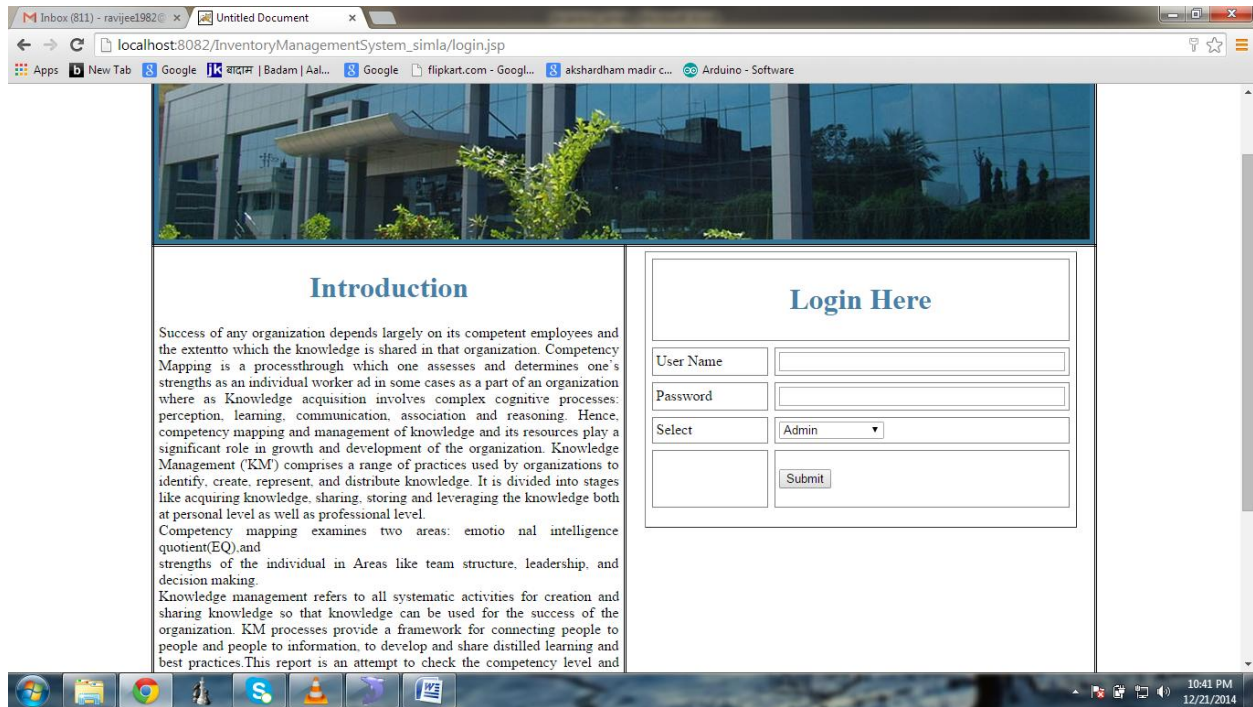 Inbox (811) - ravijee1982@
Untitled Document
localhost:8082/InventoryManagementSystem_simla/login.jsp
Apps
New Tab
Google
बादाम | Badam | Aal...
Google
flipkart.com - Googl...
akshardham madir c...
Arduino - Software
Introduction
Success of any organization depends largely on its competent employees and
the extentto which the knowledge is shared in that organization. Competency
Mapping is a processthrough which one assesses and determines one's
strengths as an individual worker ad in some cases as a part of an organization
where as Knowledge acquisition involves complex cognitive processes:
perception, learning, communication, association and reasoning. Hence,
competency mapping and management of knowledge and its resources play a
significant role in growth and development of the organization. Knowledge
Management ('KM') comprises a range of practices used by organizations to
identify, create, represent, and distribute knowledge. It is divided into stages
like acquiring knowledge, sharing, storing and leveraging the knowledge both
at personal level as well as professional level.
Competency mapping examines two areas: emotio nal intelligence
quotient(EQ),and
strengths of the individual in Areas like team structure, leadership, and
decision making.
Knowledge management refers to all systematic activities for creation and
sharing knowledge so that knowledge can be used for the success of the
organization. KM processes provide a framework for connecting people to
people and people to information, to develop and share distilled learning and
best practices.This report is an attempt to check the competency level and
Login Here
User Name
Password
Select
Admin
Submit
10:41 PM
12/21/2014